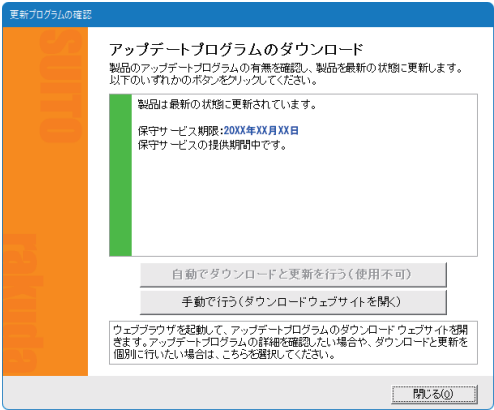 更新プログラムの確認
SUITO
rakuda
アップデートプログラムのダウンロード
製品のアップデートプログラムの有無を確認し、製品を最新の状態に更新します。
以下のいずれかのボタンをクリックしてください。
製品は最新の状態に更新されています。
保守サービス期限:20XX年XX月XX日
保守サービスの提供期間中です。
自動でダウンロードと更新を行う(使用不可)
手動で行う(ダウンロードウェブサイトを開く)
ウェブブラウザを起動して、アップデートプログラムのダウンロード ウェブサイトを開
きます。アップデートプログラムの詳細を確認したい場合や、ダウンロードと更新を
個別に行いたい場合は、こちらを選択してください。
閉じる(O)